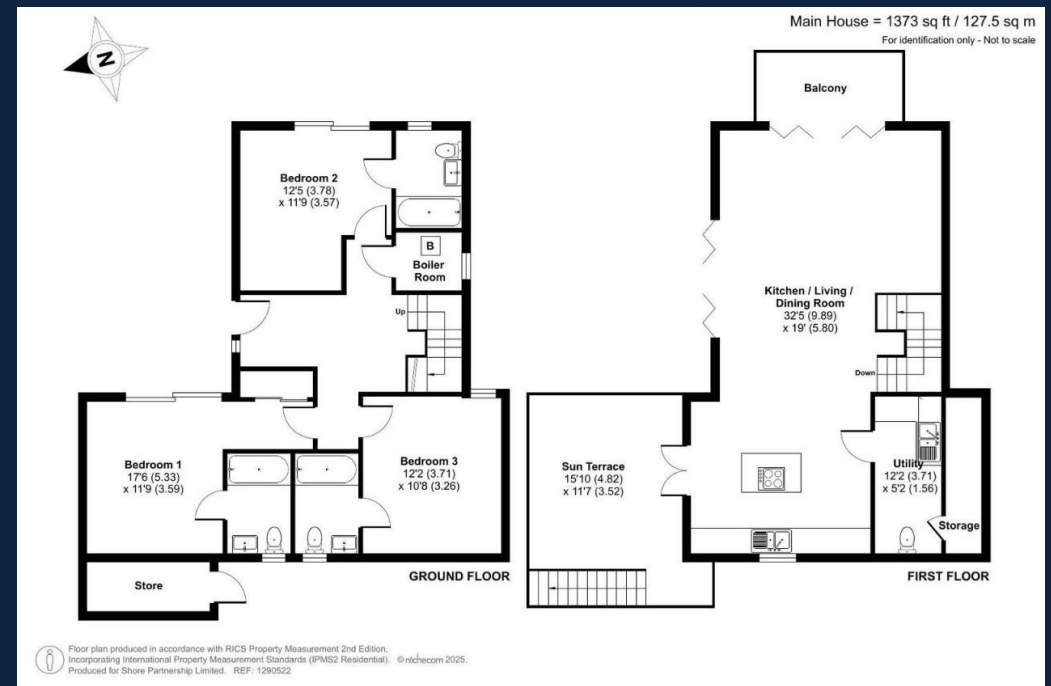 Main House = 1373 sq ft / 127.5 sq m
For identification only - Not to scale
N
Balcony
Bedroom 2
12'5 (3.78)
x 11'9 (3.57)
B
Boiler
Room
Up
Kitchen / Living /
Dining Room
32'5 (9.89)
x 19' (5.80)
Down
Bedroom 1
17'6 (5.33)
x 11'9 (3.59)
Bedroom 3
12'2 (3.71)
x 10'8 (3.26)
Sun Terrace
15'10 (4.82)
x 11'7 (3.52)
Utility
12'2 (3.71)
x 5'2 (1.56)
Storage
Store
GROUND FLOOR
FIRST FLOOR
Floor plan produced in accordance with RICS Property Measurement 2nd Edition,
Incorporating International Property Measurement Standards (IPMS2 Residential). ©nichecom 2025.
Produced for Shore Partnership Limited. REF: 1290522